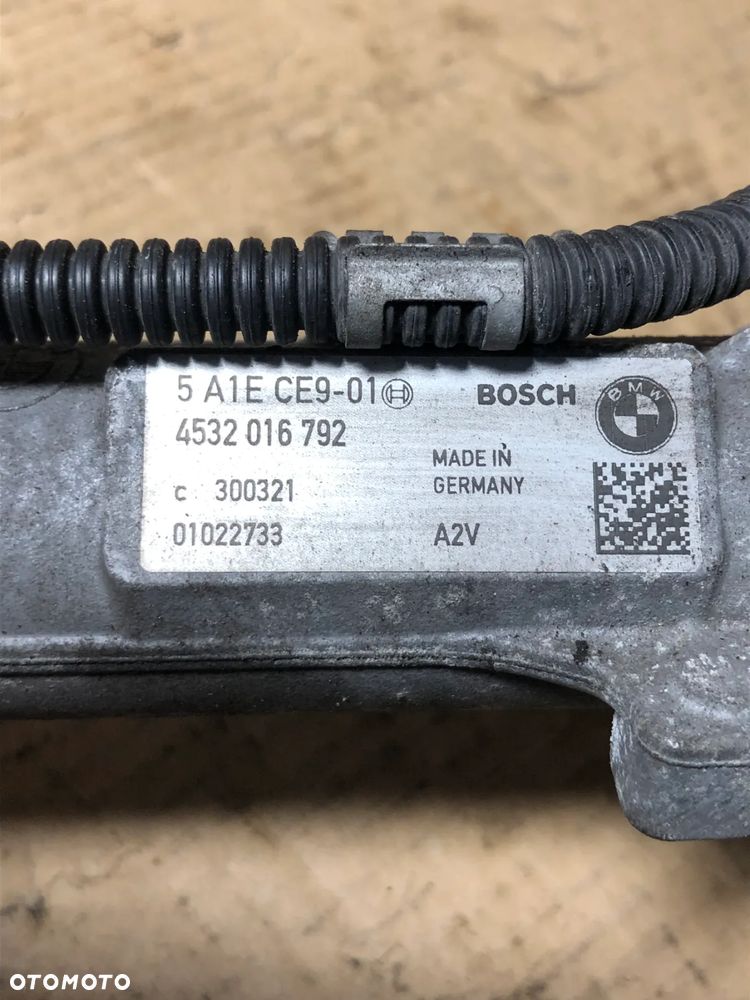 5 A1E CE9-01 BOSCH BMW
4532 016 792
MADE IN
c 300321 GERMANY
01022733 A2V
OTOMOTO